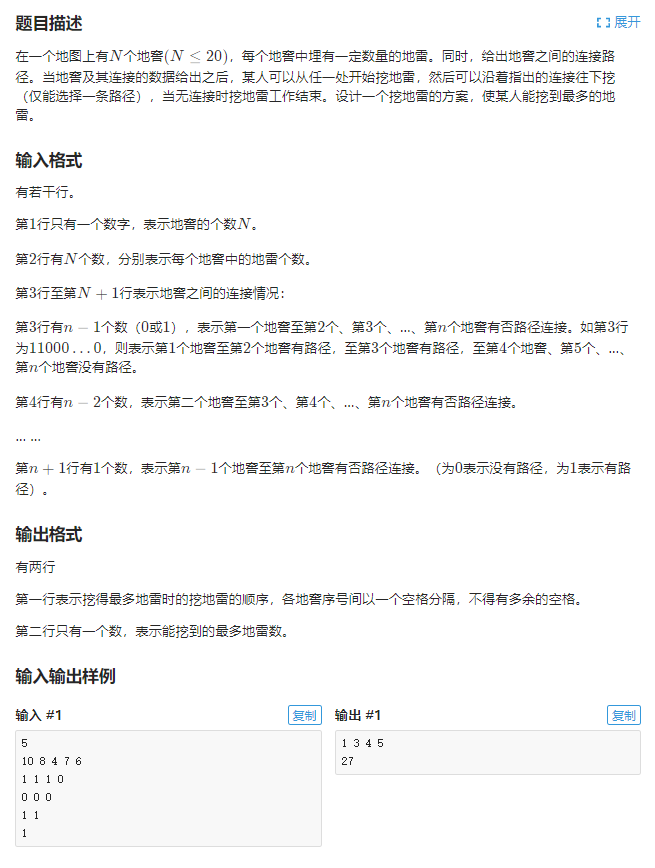 题目描述
展开
在一个地图上有N个地窖(N ≤ 20)，每个地窖中埋有一定数量的地雷。同时，给出地窖之间的连接路
径。当地窖及其连接的数据给出之后，某人可以从任一处开始挖地雷，然后可以沿着指出的连接往下挖
（仅能选择一条路径），当无连接时挖地雷工作结束。设计一个挖地雷的方案，使某人能挖到最多的地
雷。
输入格式
有若干行。
第1行只有一个数字，表示地窖的个数N。
第2行有N个数，分别表示每个地窖中的地雷个数。
第3行至第N + 1行表示地窖之间的连接情况：
第3行有n − 1个数（0或1），表示第一个地窖至第2个、第3个、…、第n个地窖有否路径连接。如第3行
为11000…0，则表示第1个地窖至第2个地窖有路径，至第3个地窖有路径，至第4个地窖、第5个、…、
第n个地窖没有路径。
第4行有n − 2个数，表示第二个地窖至第3个、第4个、…、第n个地窖有否路径连接。
… …
第n + 1行有1个数，表示第n − 1个地窖至第n个地窖有否路径连接。（为0表示没有路径，为1表示有路
径）。
输出格式
有两行
第一行表示挖得最多地雷时的挖地雷的顺序，各地窖序号间以一个空格分隔，不得有多余的空格。
第二行只有一个数，表示能挖到的最多地雷数。
输入输出样例
输入 #1
复制
5
10 8 4 7 6
1 1 1 0
0 0 0
1 1
1
输出 #1
复制
1 3 4 5
27